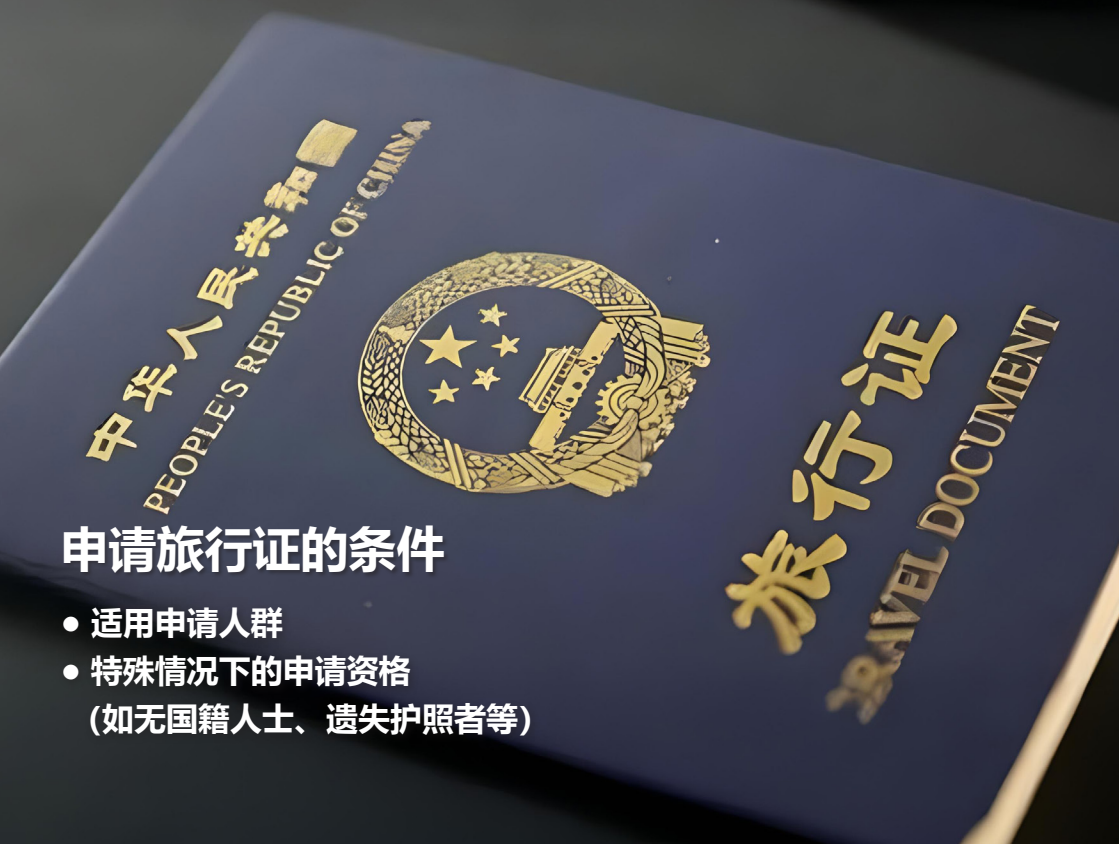 中华人民共和
PEOPLE'S REPUBLIC OF CHINA
旅行证
TRAVEL DOCUMENT
申请旅行证的条件
● 适用申请人群
● 特殊情况下的申请资格
(如无国籍人士、遗失护照者等)